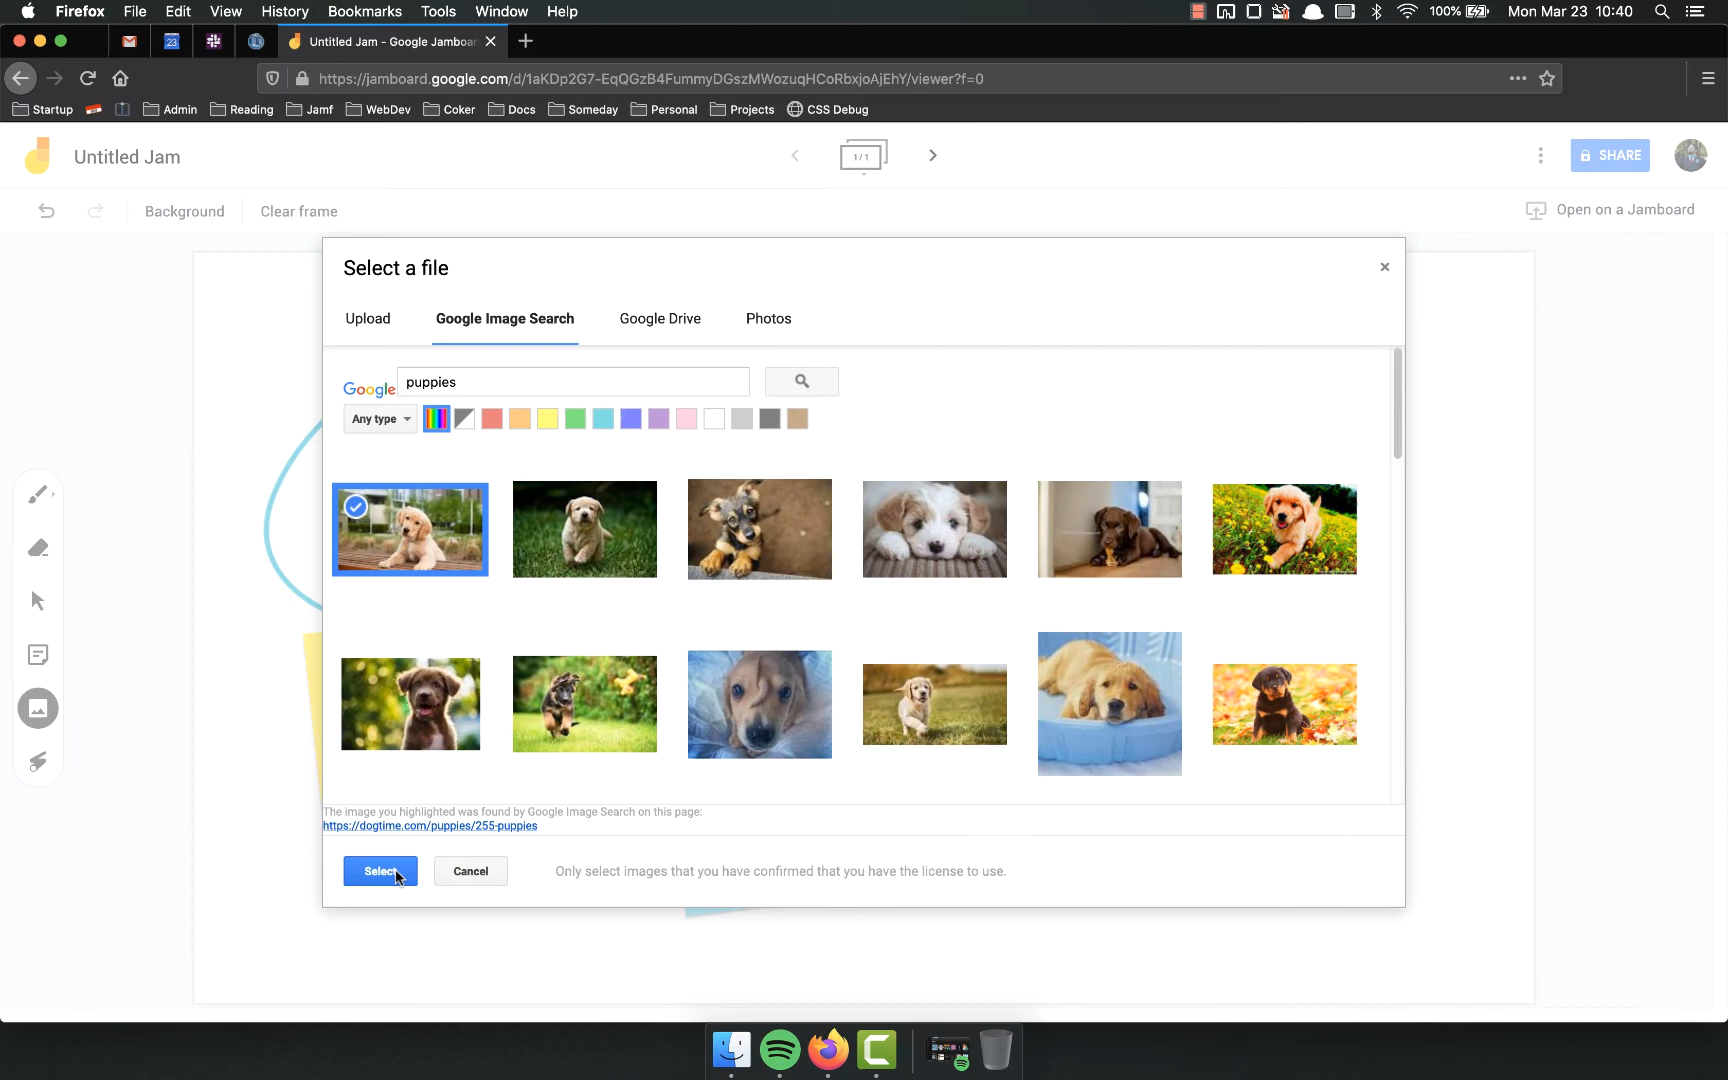 Firefox File Edit View History Bookmarks Tools Window Help 100% Mon Mar 23 10:40
23 Untitled Jam - Google Jamboar
https://jamboard.google.com/d/1aKDp2G7-EqQGzB4FummyDGszMWozuqHCoRbxjoAjEhY/viewer?f=0
Startup Admin Reading Jamf WebDev Coker Docs Someday Personal Projects CSS Debug
Untitled Jam 1/1 SHARE
Background Clear frame Open on a Jamboard
Select a file
Upload Google Image Search Google Drive Photos
Google puppies
Any type
The image you highlighted was found by Google Image Search on this page:
https://dogtime.com/puppies/255-puppies
Select Cancel Only select images that you have confirmed that you have the license to use.